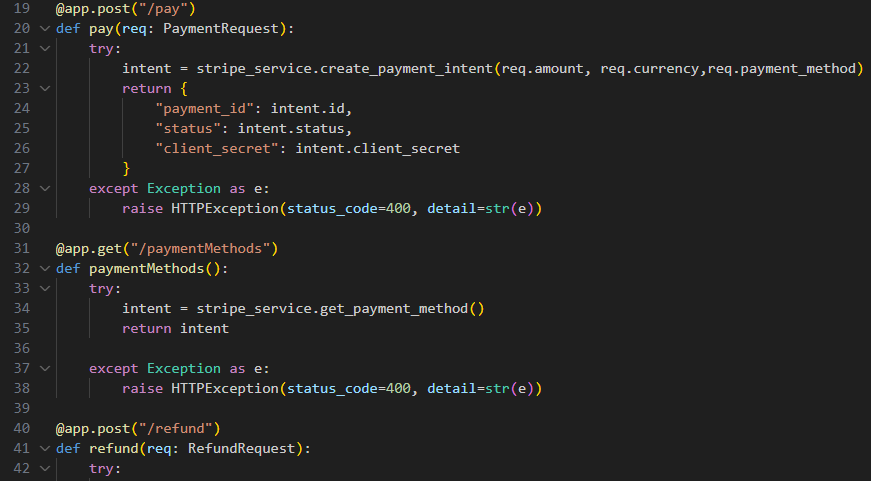 19 @app.post("/pay")
20 def pay(req: PaymentRequest):
21     try:
22         intent = stripe_service.create_payment_intent(req.amount, req.currency,req.payment_method)
23         return {
24             "payment_id": intent.id,
25             "status": intent.status,
26             "client_secret": intent.client_secret
27         }
28     except Exception as e:
29         raise HTTPException(status_code=400, detail=str(e))
30
31 @app.get("/paymentMethods")
32 def paymentMethods():
33     try:
34         intent = stripe_service.get_payment_method()
35         return intent
36
37     except Exception as e:
38         raise HTTPException(status_code=400, detail=str(e))
39
40 @app.post("/refund")
41 def refund(req: RefundRequest):
42     try: